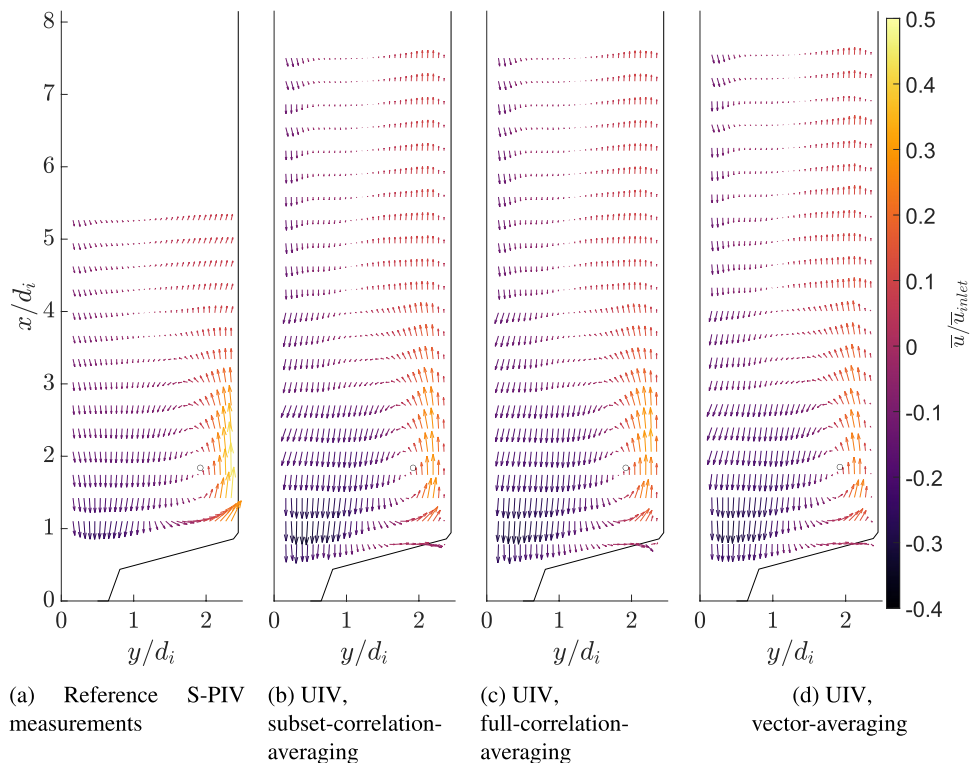 8
7
6
5
4
3
2
1
0
x/d_i
0 1 2
y/d_i
0 1 2
y/d_i
0 1 2
y/d_i
0 1 2
y/d_i
0.5
0.4
0.3
0.2
0.1
0
-0.1
-0.2
-0.3
-0.4
u̅/u̅_inlet
(a) Reference S-PIV
measurements
(b) UIV,
subset-correlation-
averaging
(c) UIV,
full-correlation-
averaging
(d) UIV,
vector-averaging